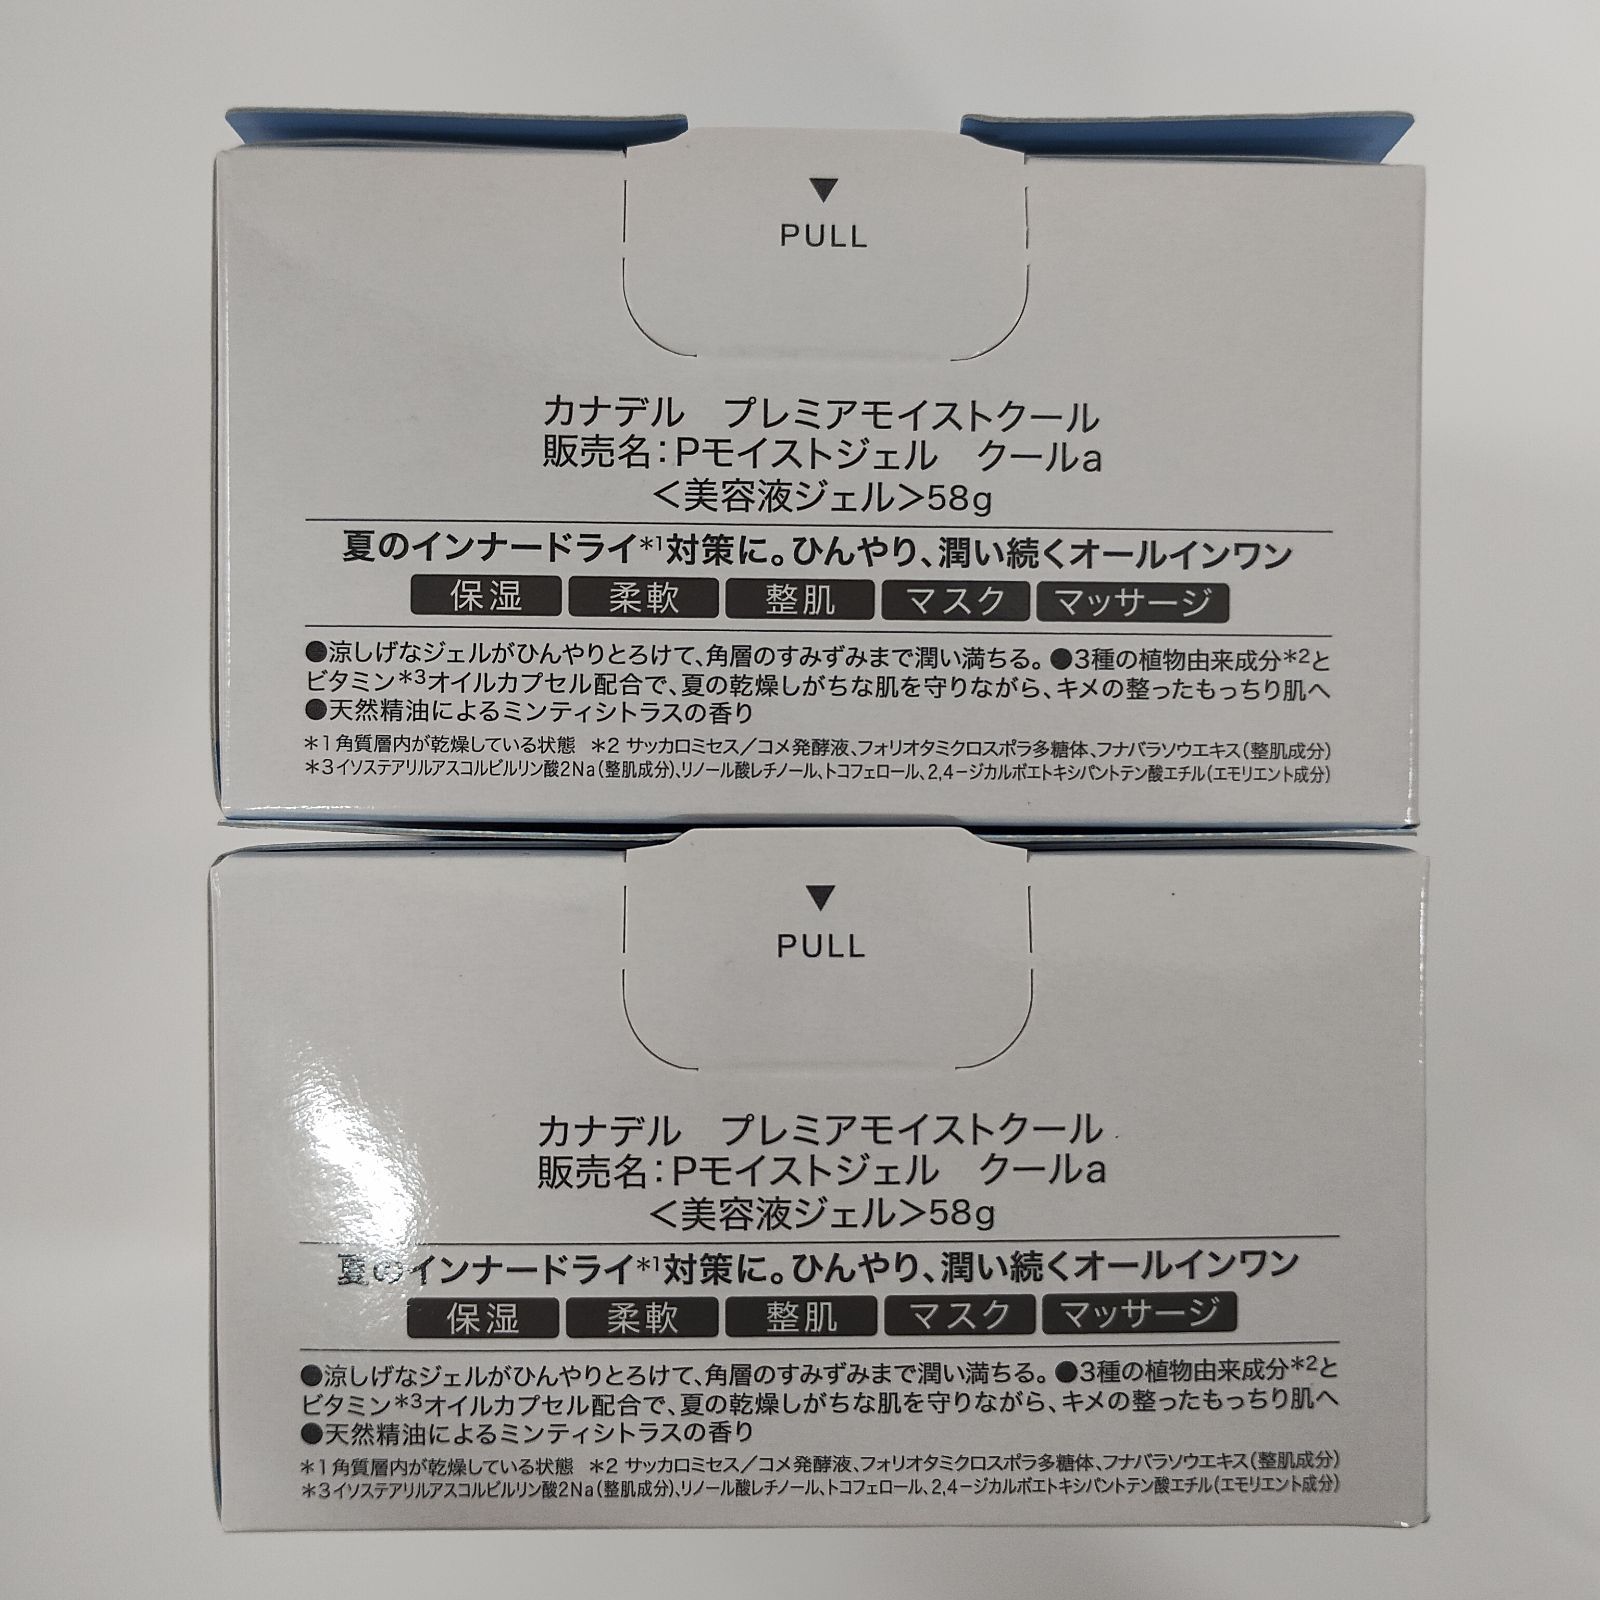 ▼
PULL
カナデル　プレミアモイストクール
販売名：Pモイストジェル　クールa
＜美容液ジェル＞58g
夏のインナードライ*1対策に。ひんやり、潤い続くオールインワン
保湿 柔軟 整肌 マスク マッサージ
●涼しげなジェルがひんやりとろけて、角層のすみずみまで潤い満ちる。●3種の植物由来成分*2と
ビタミン*3オイルカプセル配合で、夏の乾燥しがちな肌を守りながら、キメの整ったもっちり肌へ
●天然精油によるミンティシトラスの香り
*1角質層内が乾燥している状態 *2 サッカロミセス／コメ発酵液、フォリオタミクロスポラ多糖体、フナバラソウエキス（整肌成分）
*3イソステアリルアスコルビルリン酸2Na（整肌成分）、リノール酸レチノール、トコフェロール、2,4-ジカルボエトキシパントテン酸エチル（エモリエント成分）
▼
PULL
カナデル　プレミアモイストクール
販売名：Pモイストジェル　クールa
＜美容液ジェル＞58g
夏のインナードライ*1対策に。ひんやり、潤い続くオールインワン
保湿 柔軟 整肌 マスク マッサージ
●涼しげなジェルがひんやりとろけて、角層のすみずみまで潤い満ちる。●3種の植物由来成分*2と
ビタミン*3オイルカプセル配合で、夏の乾燥しがちな肌を守りながら、キメの整ったもっちり肌へ
●天然精油によるミンティシトラスの香り
*1角質層内が乾燥している状態 *2 サッカロミセス／コメ発酵液、フォリオタミクロスポラ多糖体、フナバラソウエキス（整肌成分）
*3イソステアリルアスコルビルリン酸2Na（整肌成分）、リノール酸レチノール、トコフェロール、2,4-ジカルボエトキシパントテン酸エチル（エモリエント成分）